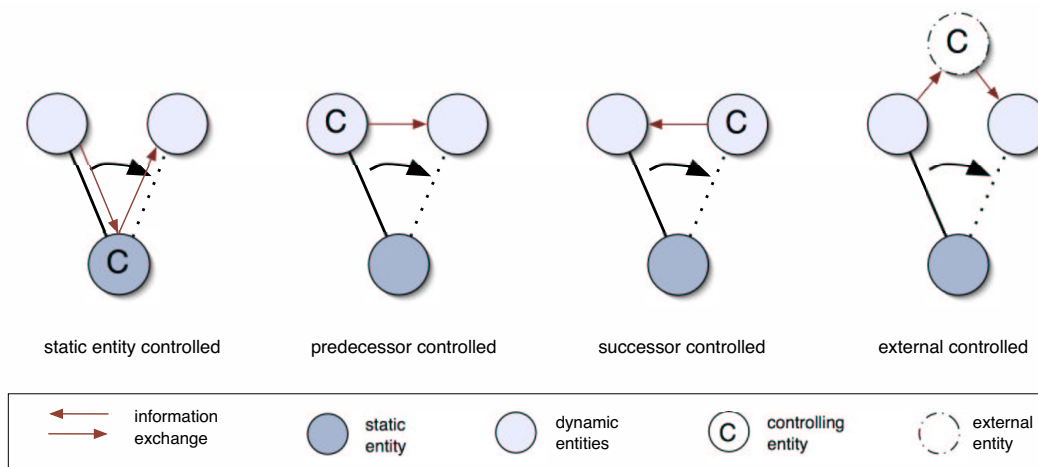 C
C
C
C
static entity controlled
predecessor controlled
successor controlled
external controlled
information
exchange
static
entity
dynamic
entities
C
controlling
entity
external
entity